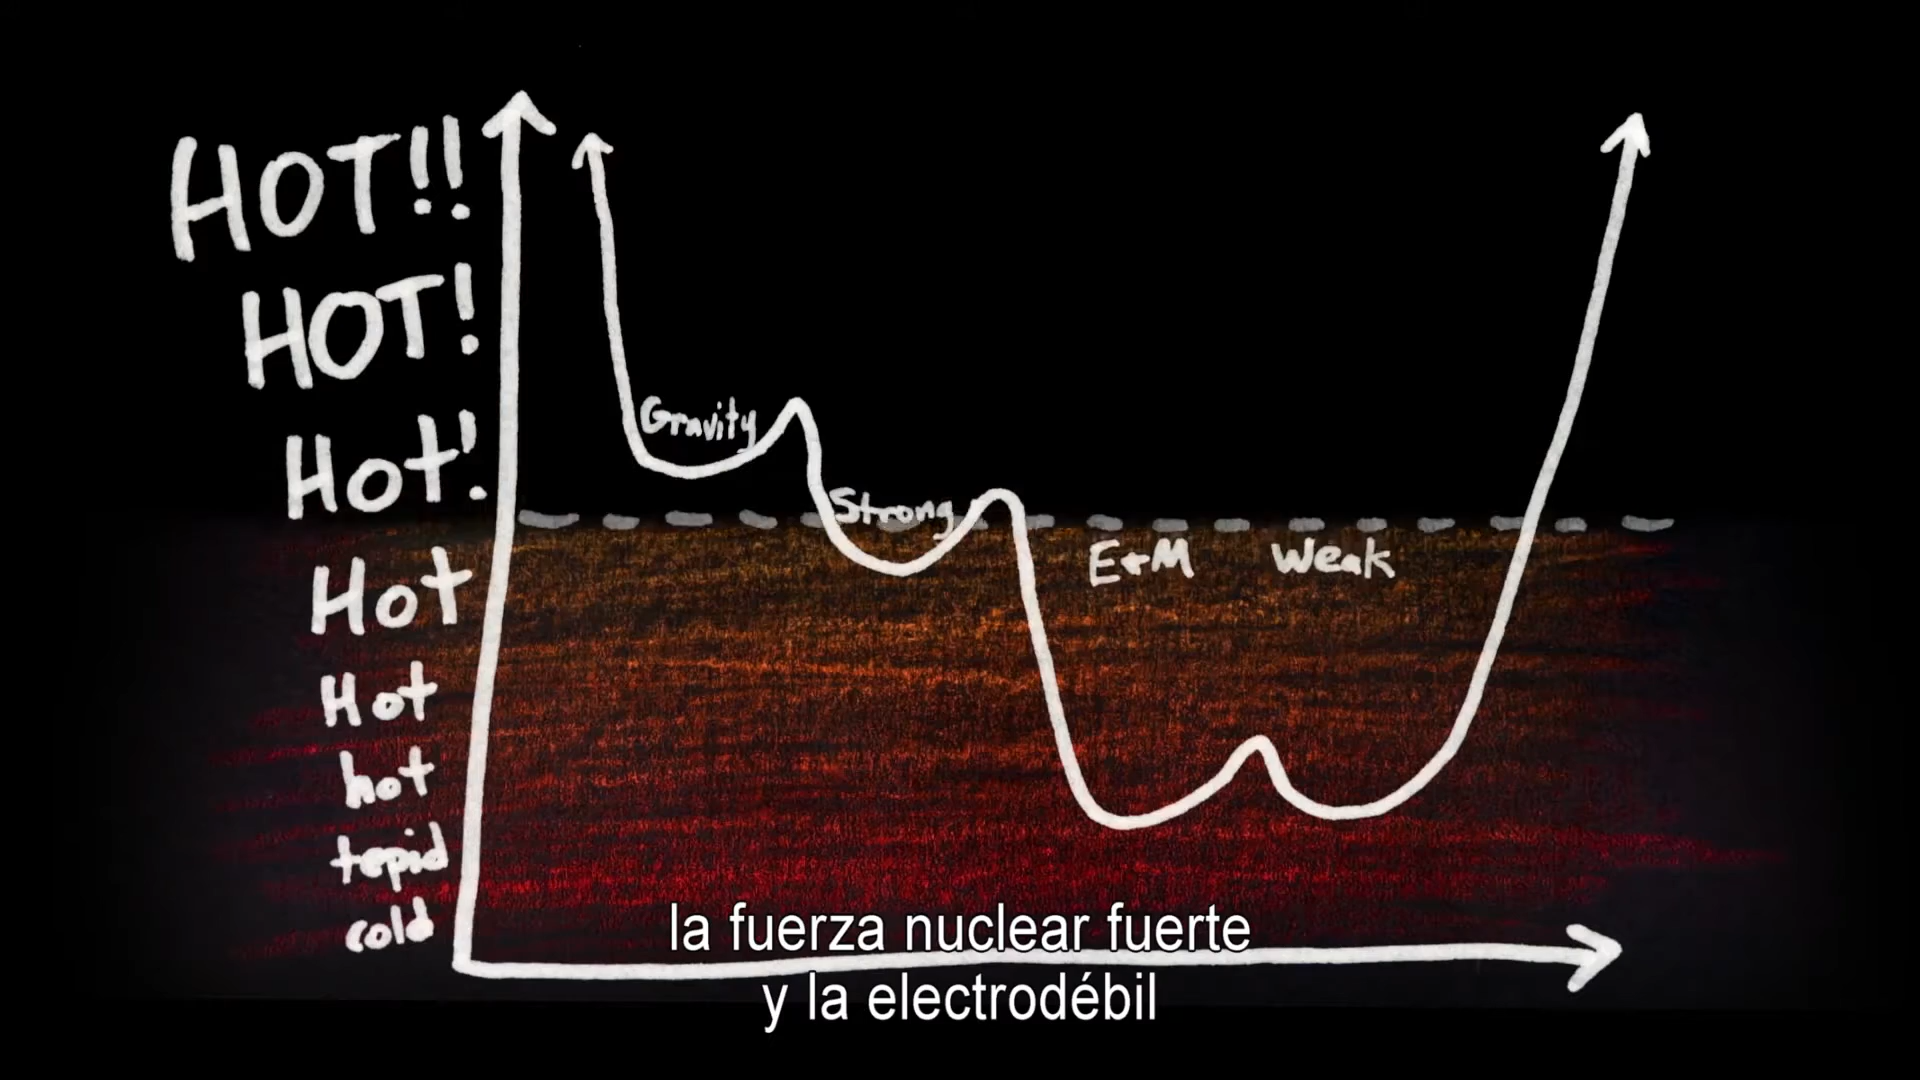 HOT!!
HOT!
Hot!
Hot
Hot
hot
tepid
cold
Gravity
Strong
E+M
Weak
la fuerza nuclear fuerte
y la electrodébil